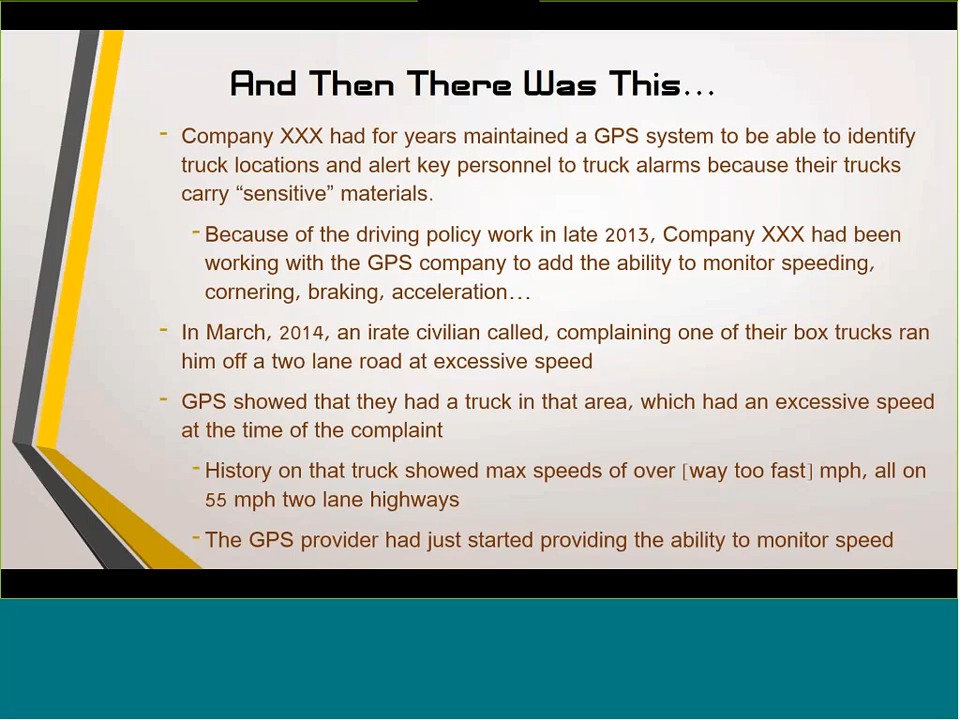 And Then There Was This...
- Company XXX had for years maintained a GPS system to be able to identify
truck locations and alert key personnel to truck alarms because their trucks
carry “sensitive” materials.
- Because of the driving policy work in late 2013, Company XXX had been
working with the GPS company to add the ability to monitor speeding,
cornering, braking, acceleration...
- In March, 2014, an irate civilian called, complaining one of their box trucks ran
him off a two lane road at excessive speed
- GPS showed that they had a truck in that area, which had an excessive speed
at the time of the complaint
- History on that truck showed max speeds of over [way too fast] mph, all on
55 mph two lane highways
- The GPS provider had just started providing the ability to monitor speed